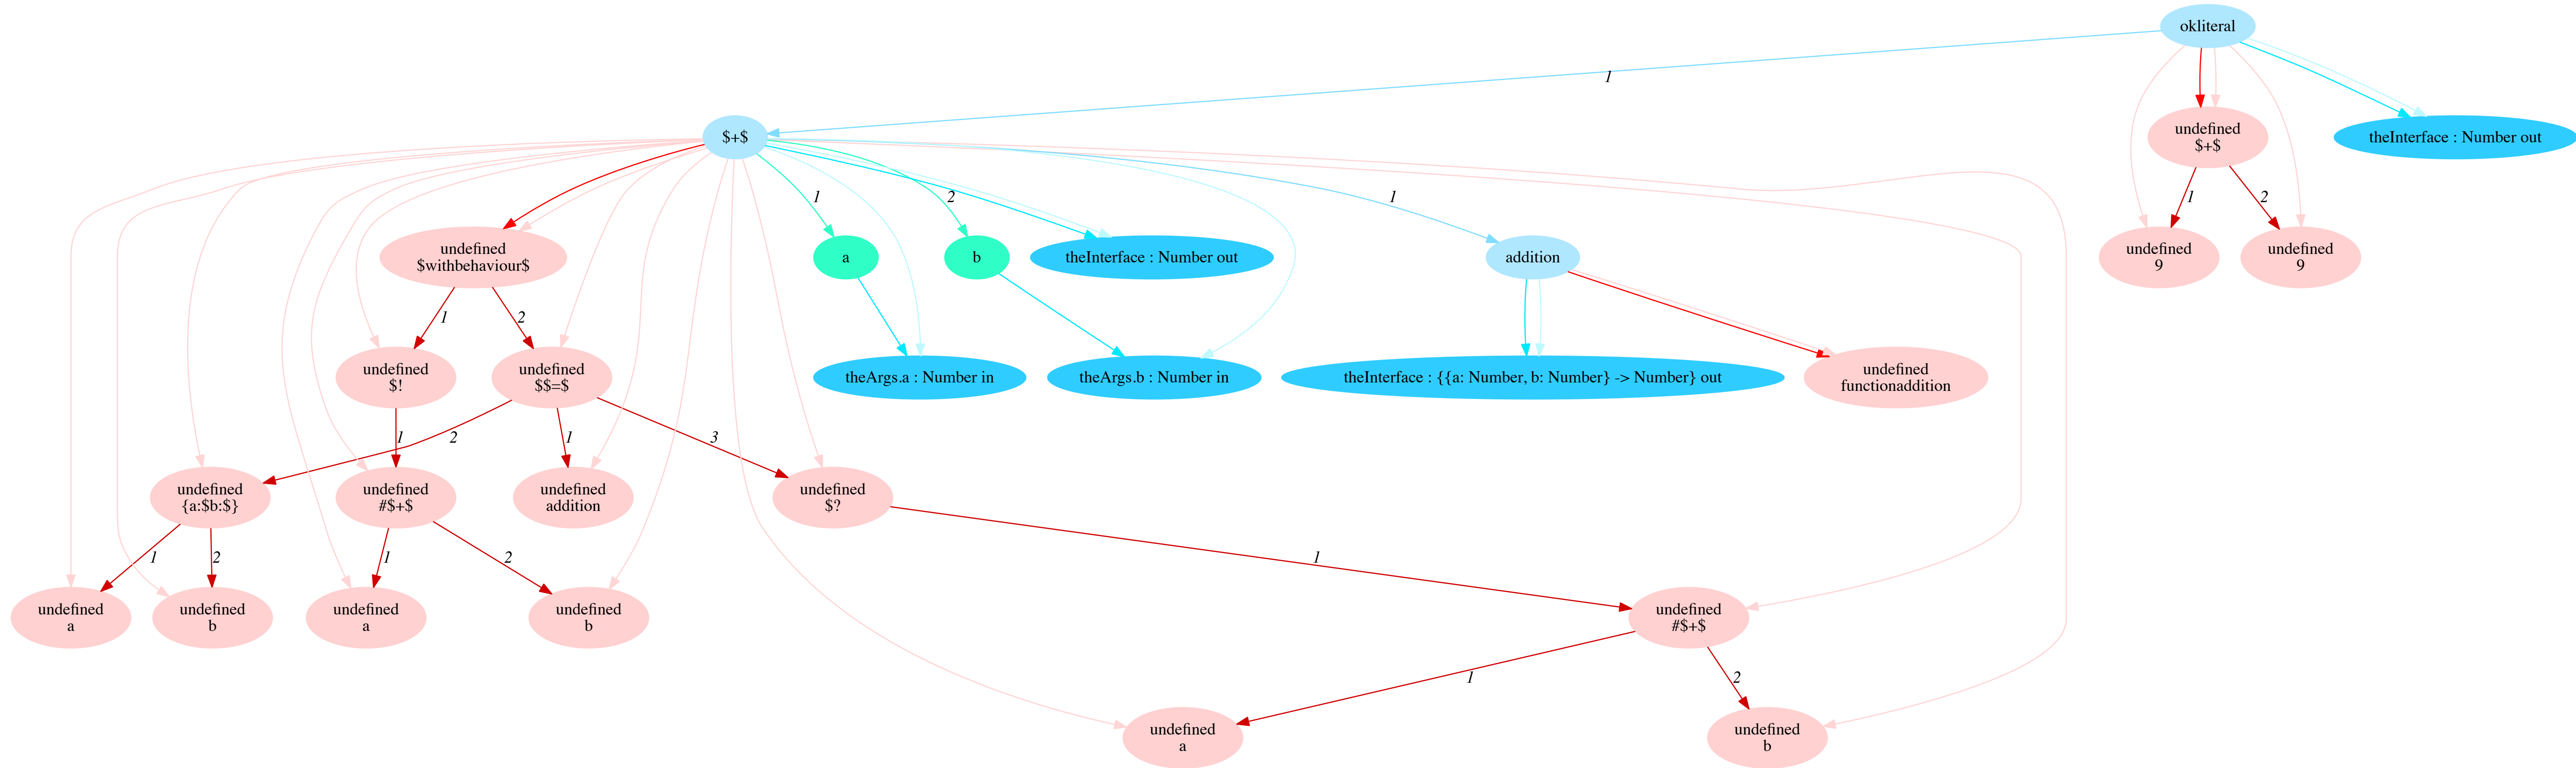 okliteral
1
$+$
undefined
$+$
theInterface : Number out
1
2
1
1
2
undefined
$withbehaviour$
a
b
theInterface : Number out
addition
undefined
9
undefined
9
1
2
undefined
$!
undefined
$$=$
theArgs.a : Number in
theArgs.b : Number in
theInterface : {{a: Number, b: Number} -> Number} out
undefined
functionaddition
1
2
1
3
undefined
{a:$b:$}
undefined
#$+$
undefined
addition
undefined
$?
1
2
1
2
1
undefined
a
undefined
b
undefined
a
undefined
b
undefined
#$+$
1
2
undefined
a
undefined
b